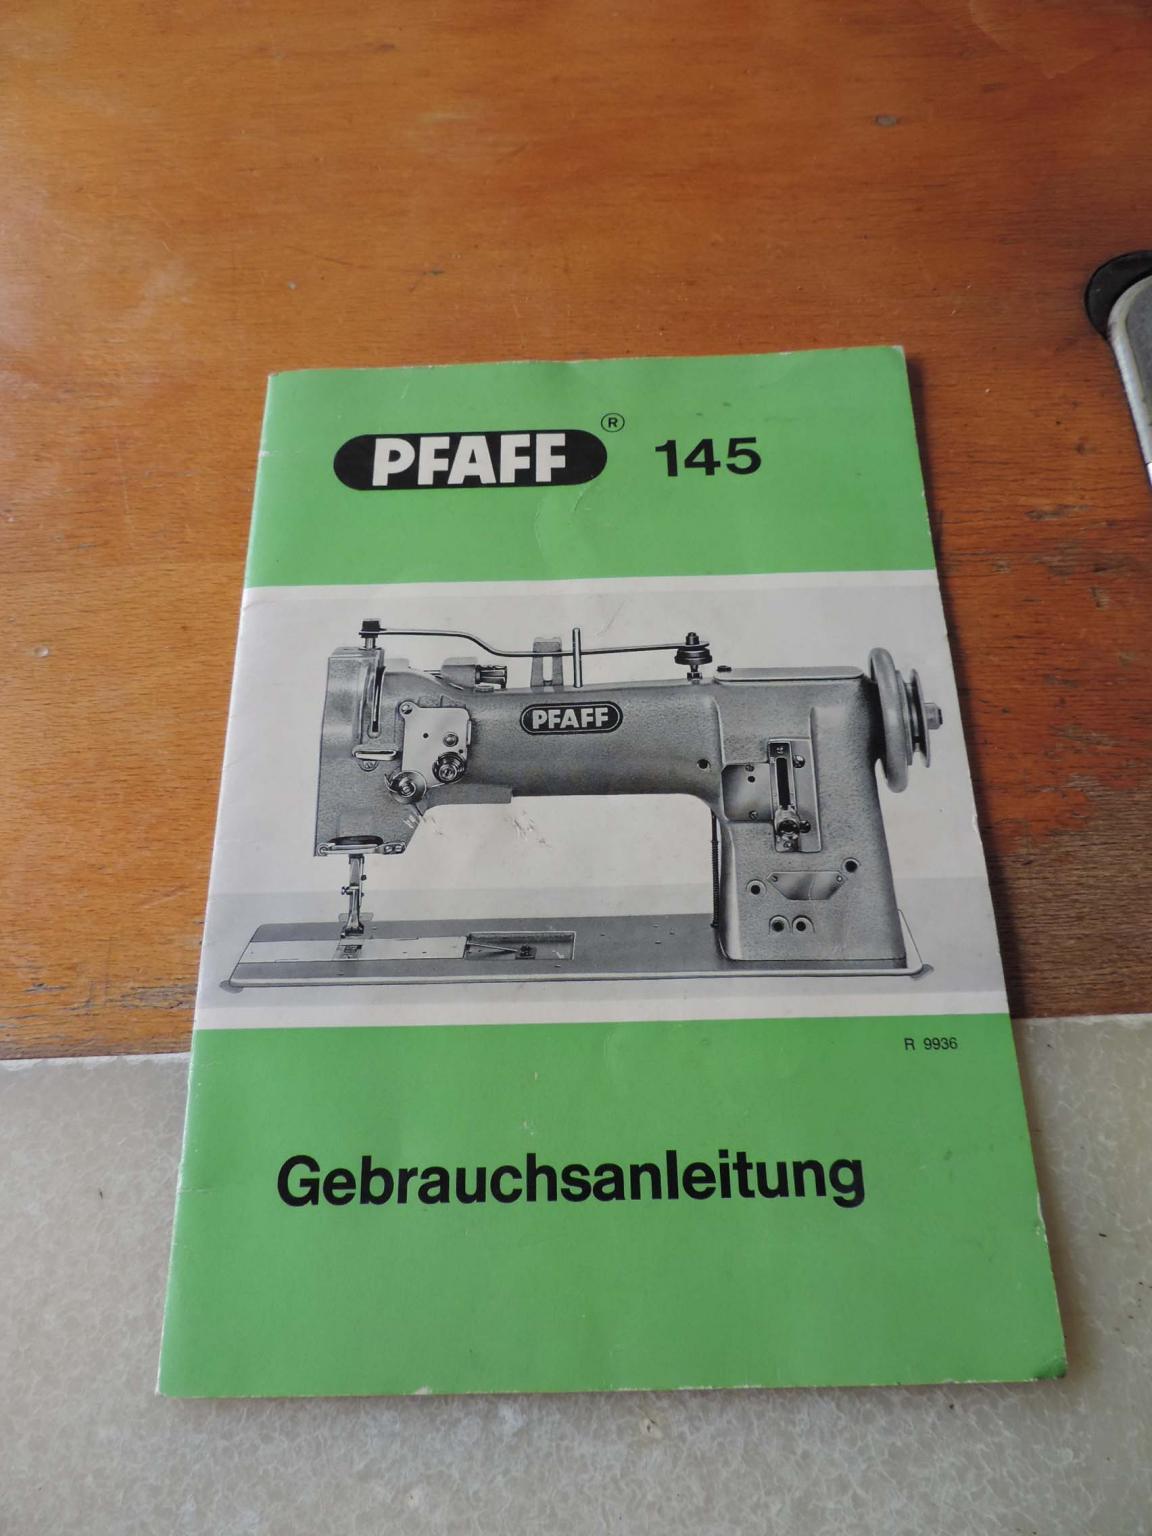 PFAFF® 145
PFAFF
R 9936
Gebrauchsanleitung